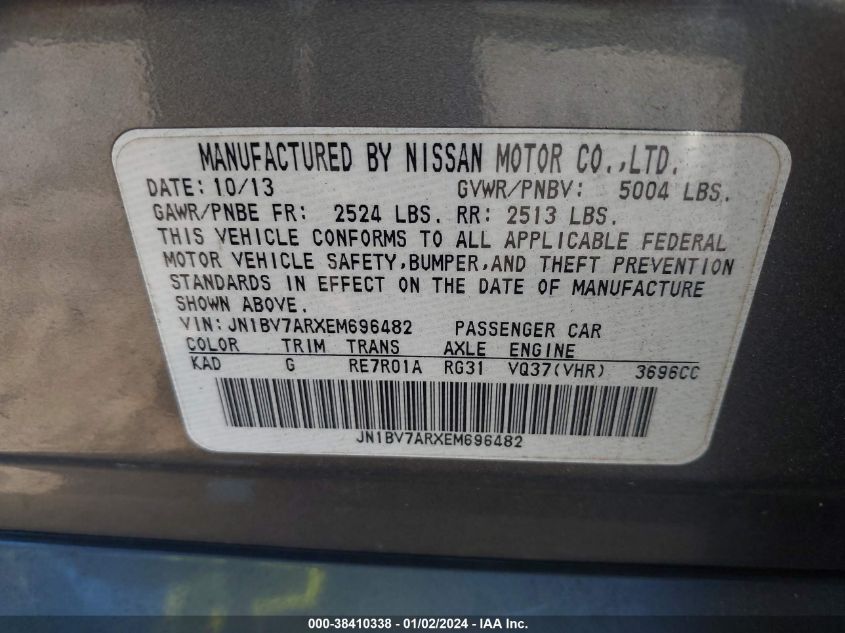 MANUFACTURED BY NISSAN MOTOR CO.,LTD.
DATE: 10/13 GVWR/PNBV: 5004 LBS.
GAWR/PNBE FR: 2524 LBS. RR: 2513 LBS.
THIS VEHICLE CONFORMS TO ALL APPLICABLE FEDERAL
MOTOR VEHICLE SAFETY,BUMPER,AND THEFT PREVENTION
STANDARDS IN EFFECT ON THE DATE OF MANUFACTURE
SHOWN ABOVE.
VIN: JN1BV7ARXEM696482 PASSENGER CAR
COLOR TRIM TRANS AXLE ENGINE
KAD G RE7R01A RG31 VQ37(VHR) 3696CC
JN1BV7ARXEM696482
000-38410338 - 01/02/2024 - IAA Inc.